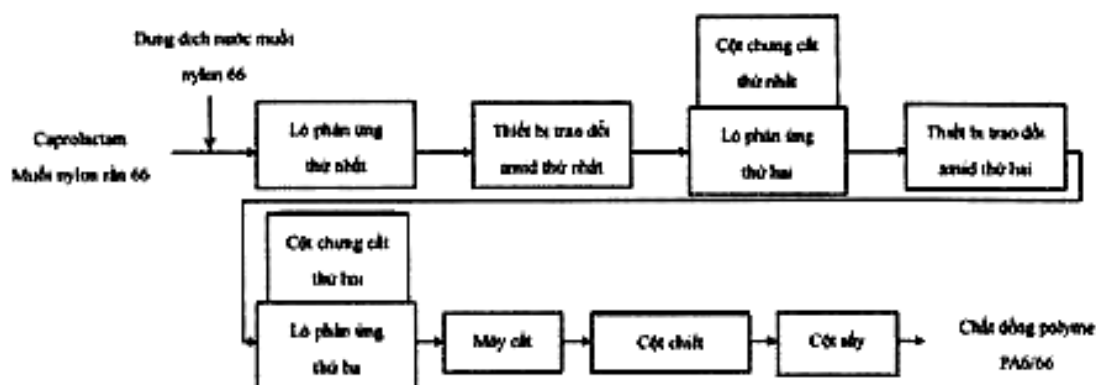 Dung dịch nước muối
nylon 66
Caprolactam
Muối nylon rắn 66
Lò phản ứng
thứ nhất
Thiết bị trao đổi
amid thứ nhất
Cột chưng cất
thứ nhất
Lò phản ứng
thứ hai
Thiết bị trao đổi
amid thứ hai
Cột chưng cất
thứ hai
Lò phản ứng
thứ ba
Máy cắt
Cột chiết
Cột sấy
Chất đồng polyme
PA6/66